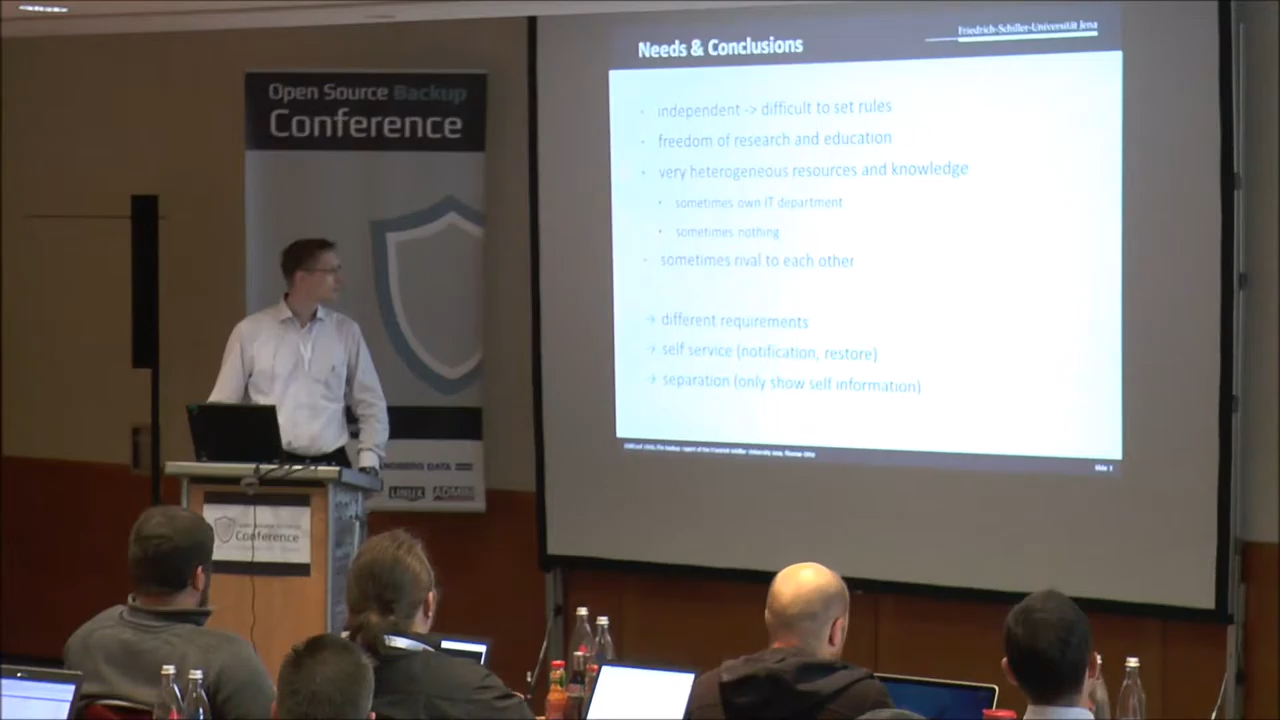 Friedrich-Schiller-Universität Jena
Needs & Conclusions
independent -> difficult to set rules
freedom of research and education
very heterogeneous resources and knowledge
sometimes own IT department
sometimes nothing
sometimes rival to each other
→ different requirements
→ self service (notification, restore)
→ separation (only show self information)
Open Source Backup
Conference
LINUX ADMIN
Conference